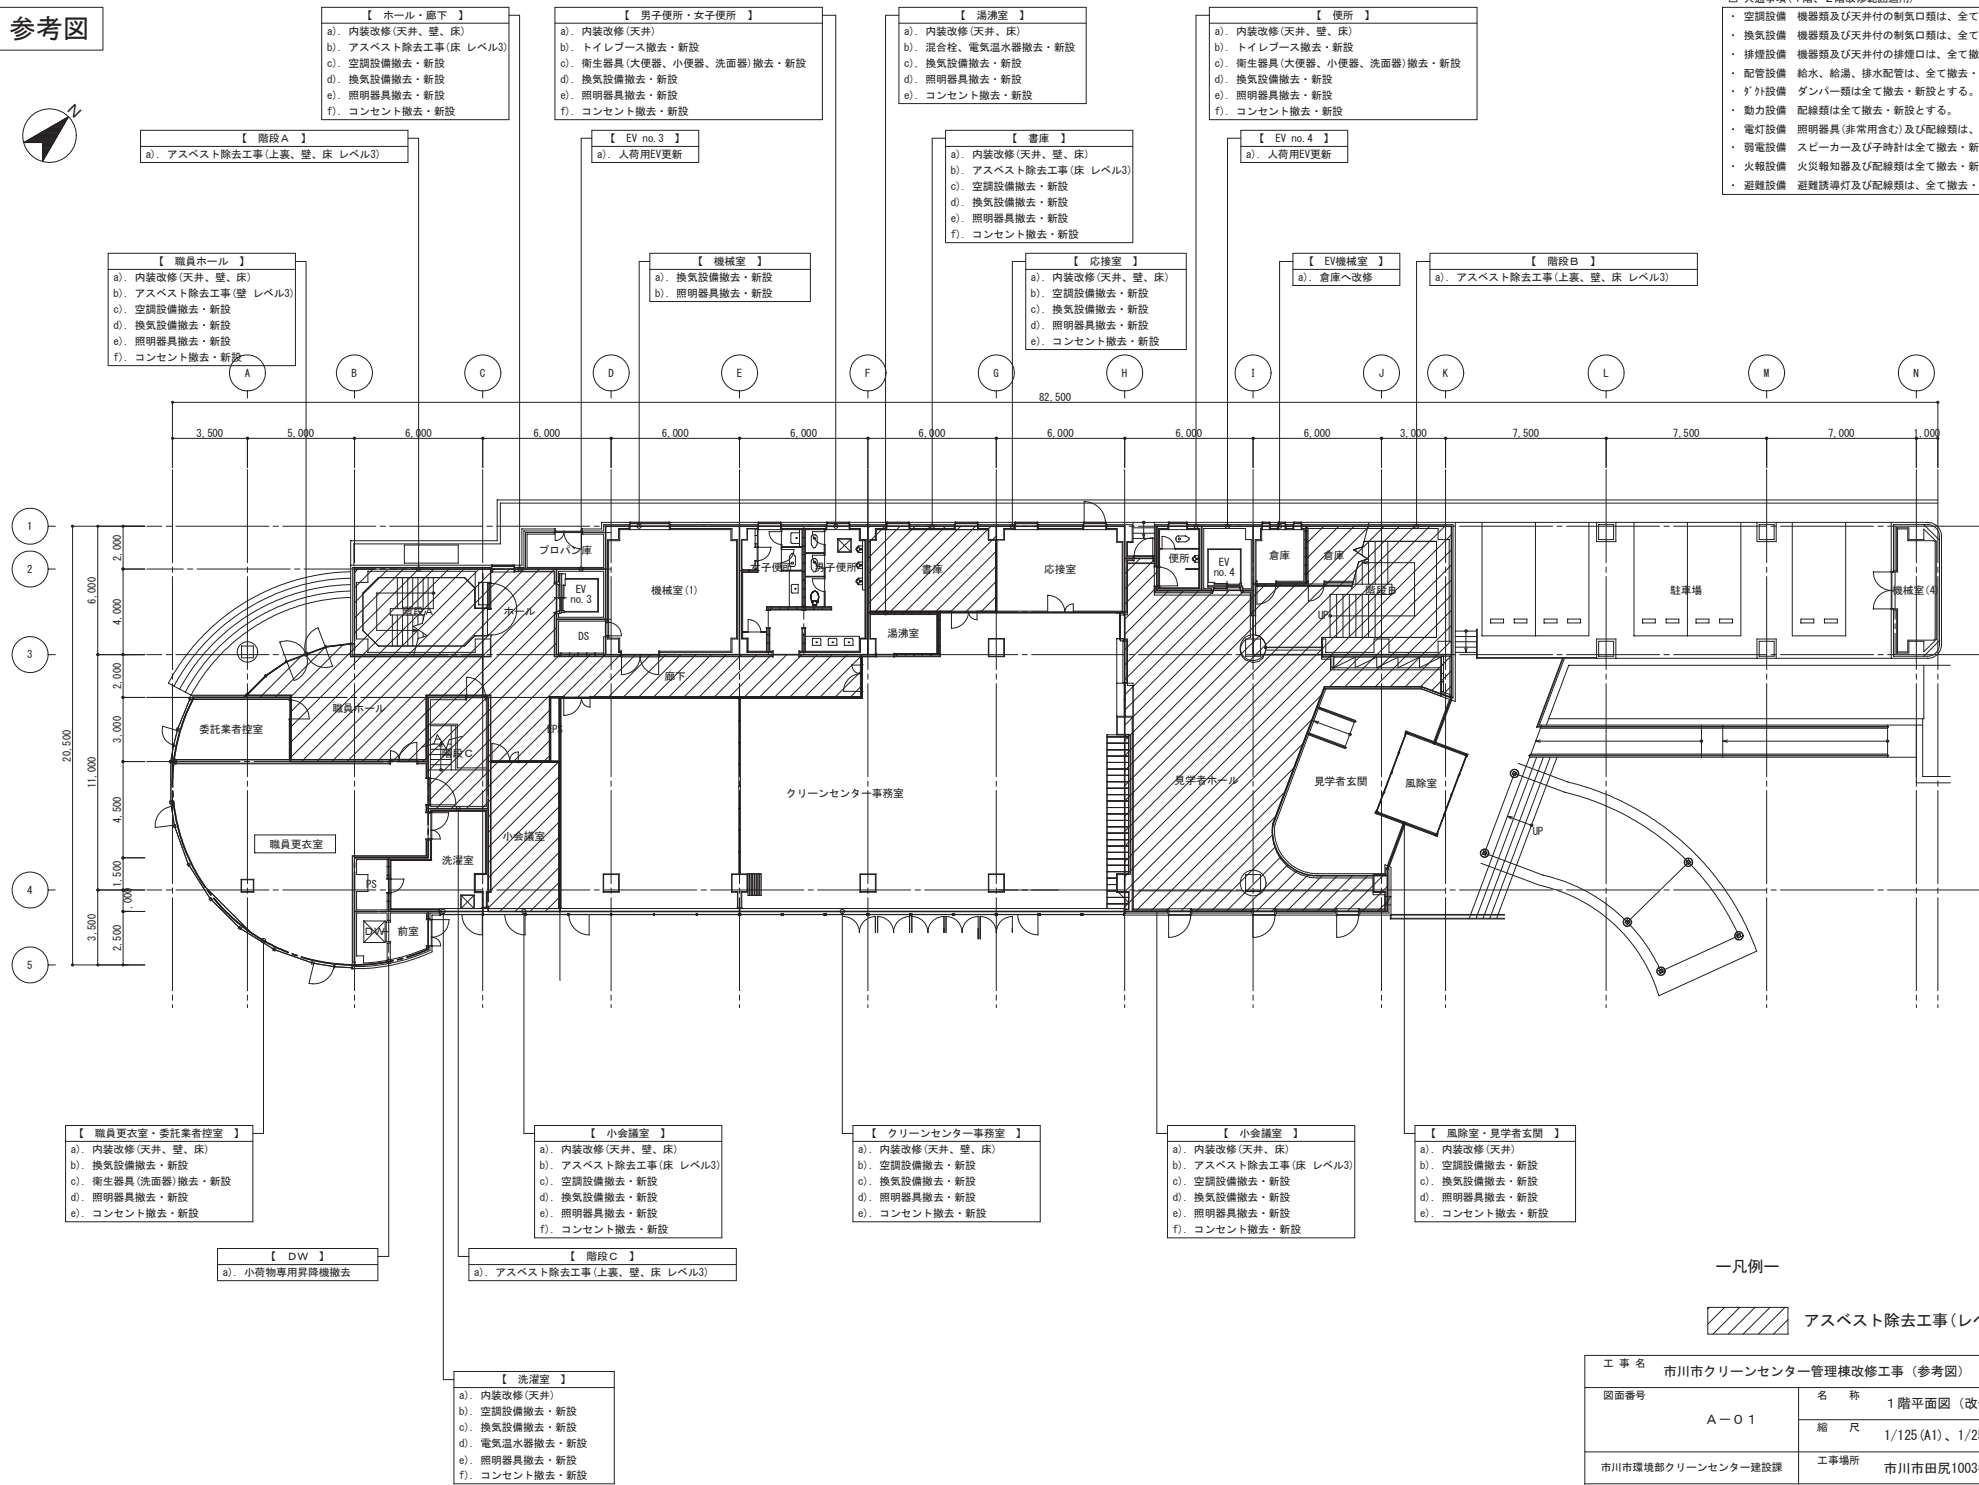 参考図
N
【 ホール・廊下 】
a). 内装改修(天井、壁、床)
b). アスベスト除去工事(床 レベル3)
c). 空調設備撤去・新設
d). 換気設備撤去・新設
e). 照明器具撤去・新設
f). コンセント撤去・新設
【 男子便所・女子便所 】
a). 内装改修(天井)
b). トイレブース撤去・新設
c). 衛生器具(大便器、小便器、洗面器)撤去・新設
d). 換気設備撤去・新設
e). 照明器具撤去・新設
f). コンセント撤去・新設
【 湯沸室 】
a). 内装改修(天井、壁、床)
b). 混合栓、電気温水器撤去・新設
c). 換気設備撤去・新設
d). 照明器具撤去・新設
e). コンセント撤去・新設
【 便所 】
a). 内装改修(天井、壁、床)
b). トイレブース撤去・新設
c). 衛生器具(大便器、小便器、洗面器)撤去・新設
d). 換気設備撤去・新設
e). 照明器具撤去・新設
f). コンセント撤去・新設
・ 空調設備 機器類及び天井付の制気口類は、全て
・ 換気設備 機器類及び天井付の制気口類は、全て
・ 排煙設備 機器類及び天井付の排煙口は、全て撤
・ 配管設備 給水、給湯、排水配管は、全て撤去・
・ ダクト設備 ダンパー類は全て撤去・新設とする。
・ 動力設備 配線類は全て撤去・新設とする。
・ 電灯設備 照明器具(非常用含む)及び配線類は、
・ 弱電設備 スピーカー及び子時計は全て撤去・新
・ 火報設備 火災報知器及び配線類は全て撤去・新
・ 避難設備 避難誘導灯及び配線類は、全て撤去・
【 階段A 】
a). アスベスト除去工事(上裏、壁、床 レベル3)
【 EV no.3 】
a). 人荷用EV更新
【 書庫 】
a). 内装改修(天井、壁、床)
b). アスベスト除去工事(床 レベル3)
c). 空調設備撤去・新設
d). 換気設備撤去・新設
e). 照明器具撤去・新設
f). コンセント撤去・新設
【 EV no.4 】
a). 人荷用EV更新
【 職員ホール 】
a). 内装改修(天井、壁、床)
b). アスベスト除去工事(壁 レベル3)
c). 空調設備撤去・新設
d). 換気設備撤去・新設
e). 照明器具撤去・新設
f). コンセント撤去・新設
【 機械室 】
a). 換気設備撤去・新設
b). 照明器具撤去・新設
【 応接室 】
a). 内装改修(天井、壁、床)
b). 空調設備撤去・新設
c). 換気設備撤去・新設
d). 照明器具撤去・新設
e). コンセント撤去・新設
【 EV機械室 】
a). 倉庫へ改修
【 階段B 】
a). アスベスト除去工事(上裏、壁、床 レベル3)
A B C D E F G H I J K L M N
82,500
3,500 5,000 6,000 6,000 6,000 6,000 6,000 6,000 6,000 6,000 3,000 7,500 7,500 7,000 1,000
1
2
3
4
5
20,500
6,000
11,000
3,500
2,000
4,000
2,000
3,000
4,500
1,500
2,500
プロパン庫
EV no.3
DS
機械室(1)
女子便所
男子便所
書庫
応接室
湯沸室
便所
EV no.4
倉庫
倉庫
階段B
UP
駐車場
機械室(4)
階段A
ホール
廊下
職員ホール
委託業者控室
階段C
クリーンセンター事務室
見学者ホール
見学者玄関
風除室
UP
小会議室
職員更衣室
洗濯室
PS
DW
前室
【 職員更衣室・委託業者控室 】
a). 内装改修(天井、壁、床)
b). 換気設備撤去・新設
c). 衛生器具(洗面器)撤去・新設
d). 照明器具撤去・新設
e). コンセント撤去・新設
【 小会議室 】
a). 内装改修(天井、壁、床)
b). アスベスト除去工事(床 レベル3)
c). 空調設備撤去・新設
d). 換気設備撤去・新設
e). 照明器具撤去・新設
f). コンセント撤去・新設
【 クリーンセンター事務室 】
a). 内装改修(天井、壁、床)
b). 空調設備撤去・新設
c). 換気設備撤去・新設
d). 照明器具撤去・新設
e). コンセント撤去・新設
【 小会議室 】
a). 内装改修(天井、床)
b). アスベスト除去工事(床 レベル3)
c). 空調設備撤去・新設
d). 換気設備撤去・新設
e). 照明器具撤去・新設
f). コンセント撤去・新設
【 風除室・見学者玄関 】
a). 内装改修(天井)
b). 空調設備撤去・新設
c). 換気設備撤去・新設
d). 照明器具撤去・新設
e). コンセント撤去・新設
【 DW 】
a). 小荷物専用昇降機撤去
【 階段C 】
a). アスベスト除去工事(上裏、壁、床 レベル3)
【 洗濯室 】
a). 内装改修(天井)
b). 空調設備撤去・新設
c). 換気設備撤去・新設
d). 電気温水器撤去・新設
e). 照明器具撤去・新設
f). コンセント撤去・新設
―凡例―
アスベスト除去工事(レベ
工事名 市川市クリーンセンター管理棟改修工事(参考図)
図面番号 A-01
名称 1階平面図(改
縮尺 1/125(A1)、1/25
市川市環境部クリーンセンター建設課
工事場所 市川市田尻1003